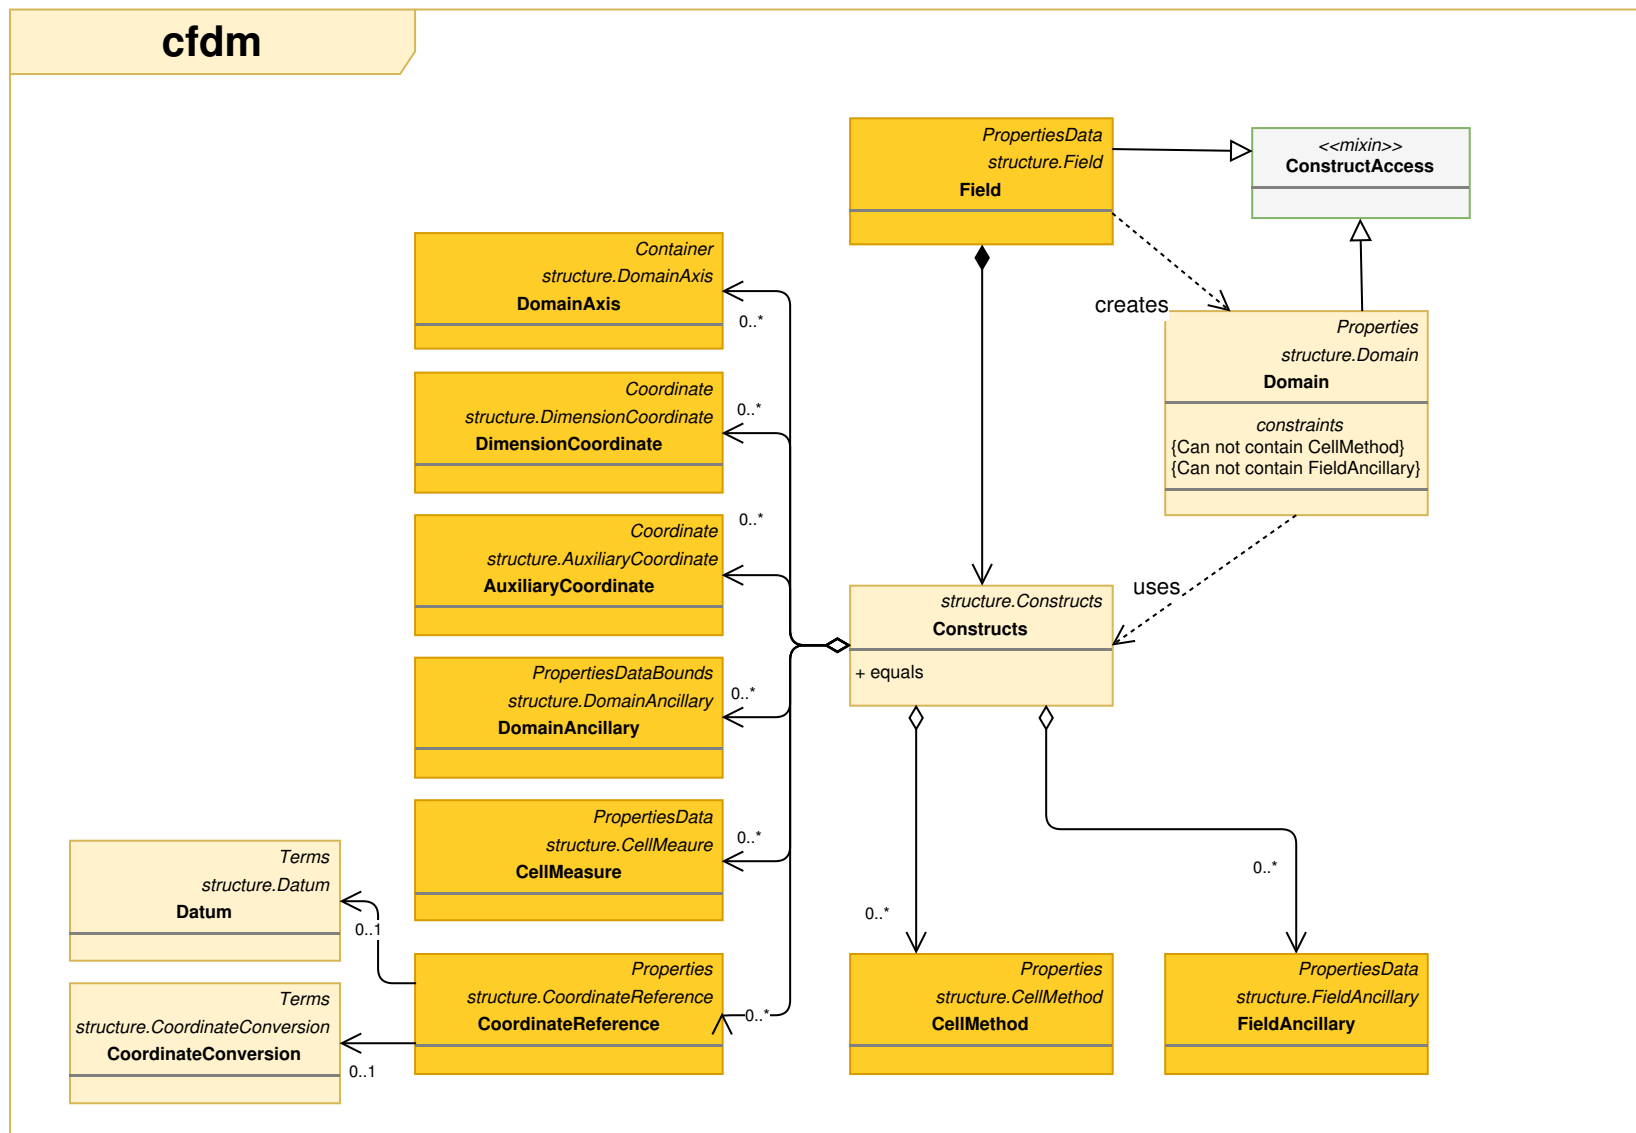 cfdm
PropertiesData
structure.Field
Field
<<mixin>>
ConstructAccess
creates
Properties
structure.Domain
Domain
constraints
{Can not contain CellMethod}
{Can not contain FieldAncillary}
uses
Container
structure.DomainAxis
DomainAxis
0..*
Coordinate
structure.DimensionCoordinate
DimensionCoordinate
0..*
Coordinate
structure.AuxiliaryCoordinate
AuxiliaryCoordinate
0..*
PropertiesDataBounds
structure.DomainAncillary
DomainAncillary
0..*
PropertiesData
structure.CellMeaure
CellMeasure
0..*
structure.Constructs
Constructs
+ equals
Terms
structure.Datum
Datum
0..1
Terms
structure.CoordinateConversion
CoordinateConversion
0..1
Properties
structure.CoordinateReference
CoordinateReference
0..*
0..*
Properties
structure.CellMethod
CellMethod
0..*
PropertiesData
structure.FieldAncillary
FieldAncillary